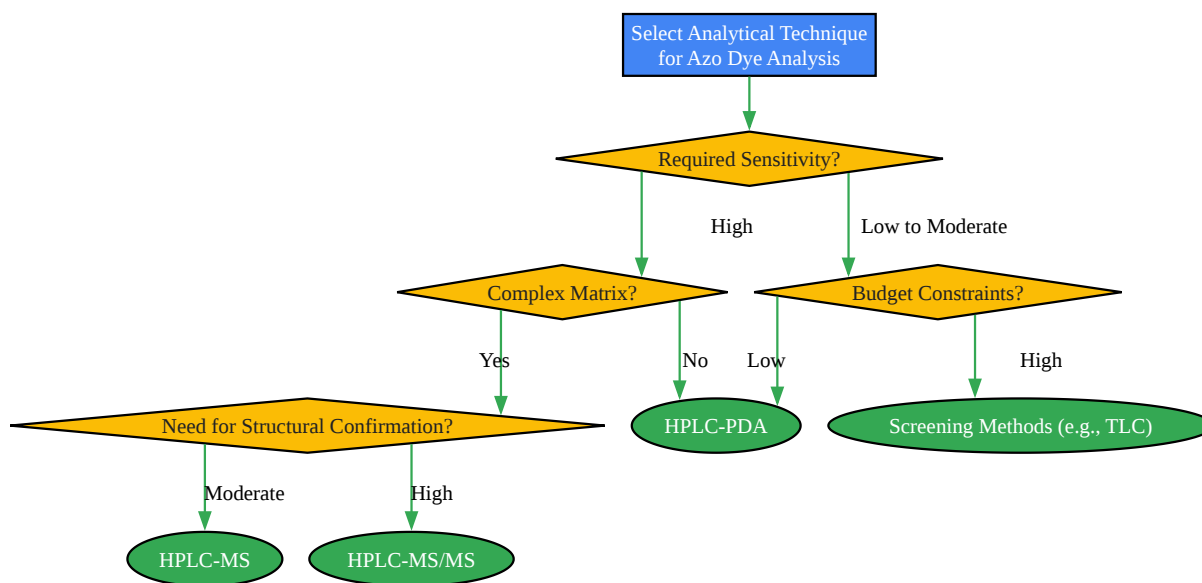 Select Analytical Technique
for Azo Dye Analysis
Required Sensitivity?
High
Low to Moderate
Complex Matrix?
Budget Constraints?
Yes
No
Low
High
Need for Structural Confirmation?
HPLC-PDA
Screening Methods (e.g., TLC)
Moderate
High
HPLC-MS
HPLC-MS/MS